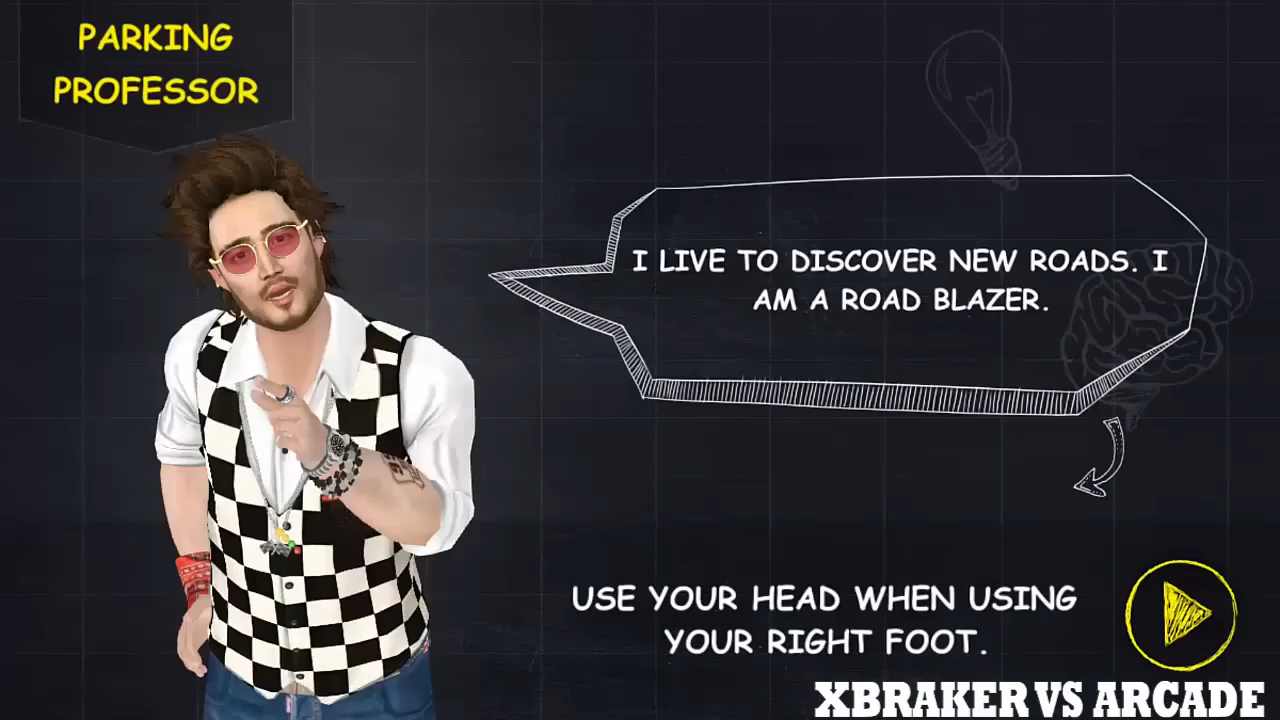 PARKING
PROFESSOR
I LIVE TO DISCOVER NEW ROADS. I
AM A ROAD BLAZER.
USE YOUR HEAD WHEN USING
YOUR RIGHT FOOT.
XBRAKER VS ARCADE